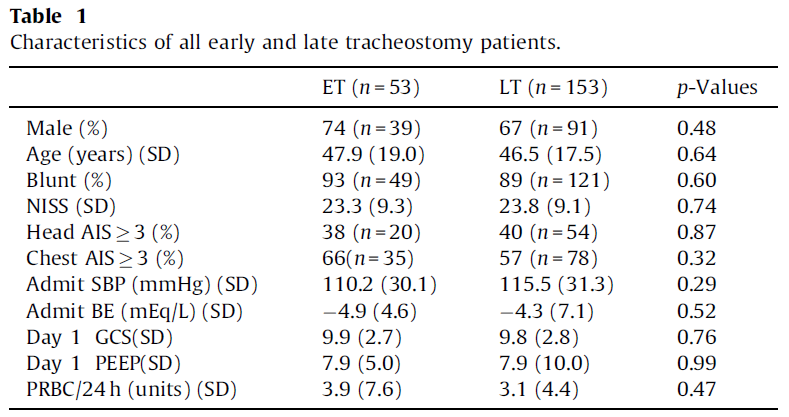 Table 1
Characteristics of all early and late tracheostomy patients.
ET (n = 53) LT (n = 153) p-Values
Male (%) 74 (n = 39) 67 (n = 91) 0.48
Age (years) (SD) 47.9 (19.0) 46.5 (17.5) 0.64
Blunt (%) 93 (n = 49) 89 (n = 121) 0.60
NISS (SD) 23.3 (9.3) 23.8 (9.1) 0.74
Head AIS ≥ 3 (%) 38 (n = 20) 40 (n = 54) 0.87
Chest AIS ≥ 3 (%) 66(n = 35) 57 (n = 78) 0.32
Admit SBP (mmHg) (SD) 110.2 (30.1) 115.5 (31.3) 0.29
Admit BE (mEq/L) (SD) −4.9 (4.6) −4.3 (7.1) 0.52
Day 1 GCS(SD) 9.9 (2.7) 9.8 (2.8) 0.76
Day 1 PEEP(SD) 7.9 (5.0) 7.9 (10.0) 0.99
PRBC/24 h (units) (SD) 3.9 (7.6) 3.1 (4.4) 0.47